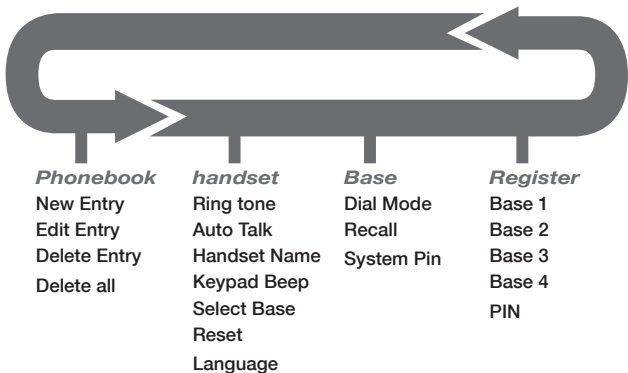 Phonebook
New Entry
Edit Entry
Delete Entry
Delete all
handset
Ring tone
Auto Talk
Handset Name
Keypad Beep
Select Base
Reset
Language
Base
Dial Mode
Recall
System Pin
Register
Base 1
Base 2
Base 3
Base 4
PIN